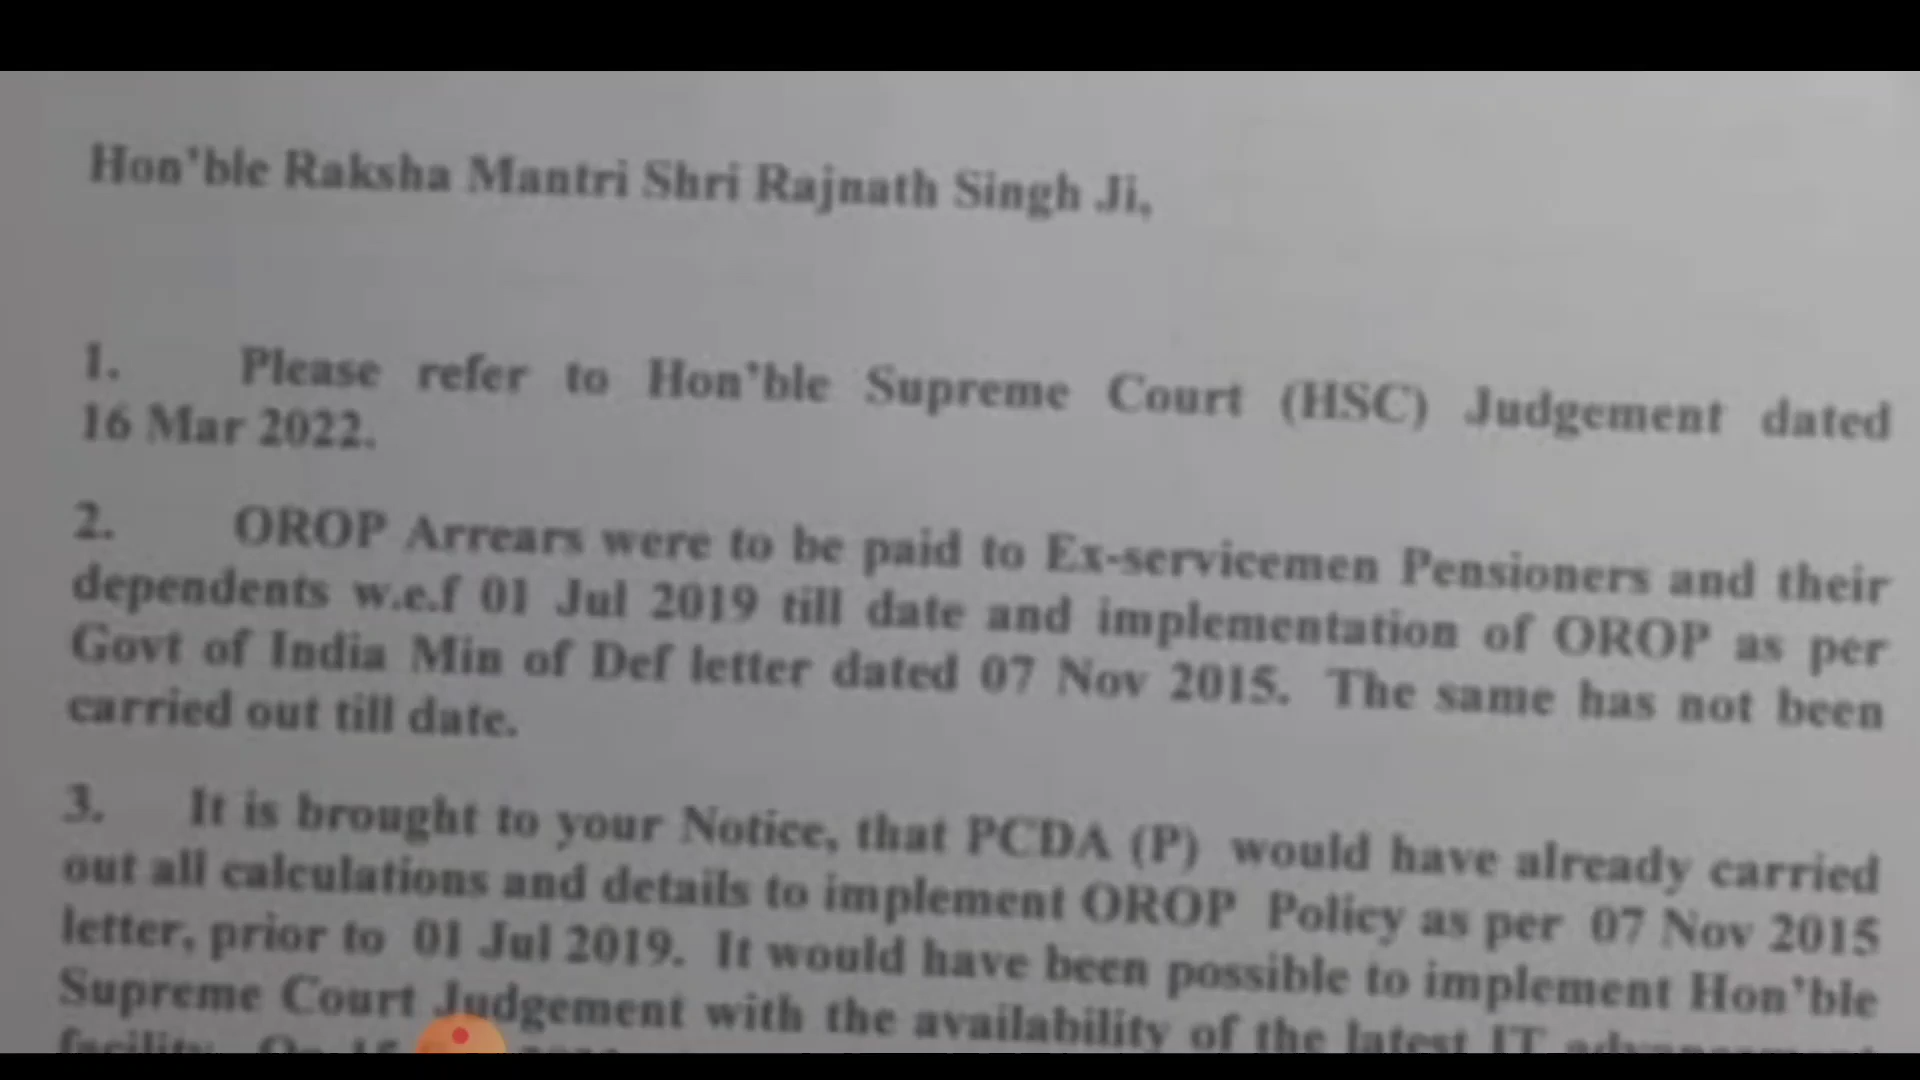 Hon'ble Raksha Mantri Shri Rajnath Singh Ji,
1. Please refer to Hon'ble Supreme Court (HSC) Judgement dated
16 Mar 2022.
2. OROP Arrears were to be paid to Ex-servicemen Pensioners and their
dependents w.e.f 01 Jul 2019 till date and implementation of OROP as per
Govt of India Min of Def letter dated 07 Nov 2015. The same has not been
carried out till date.
3. It is brought to your Notice, that PCDA (P) would have already carried
out all calculations and details to implement OROP Policy as per 07 Nov 2015
letter, prior to 01 Jul 2019. It would have been possible to implement Hon'ble
Supreme Court Judgement with the availability of the latest IT